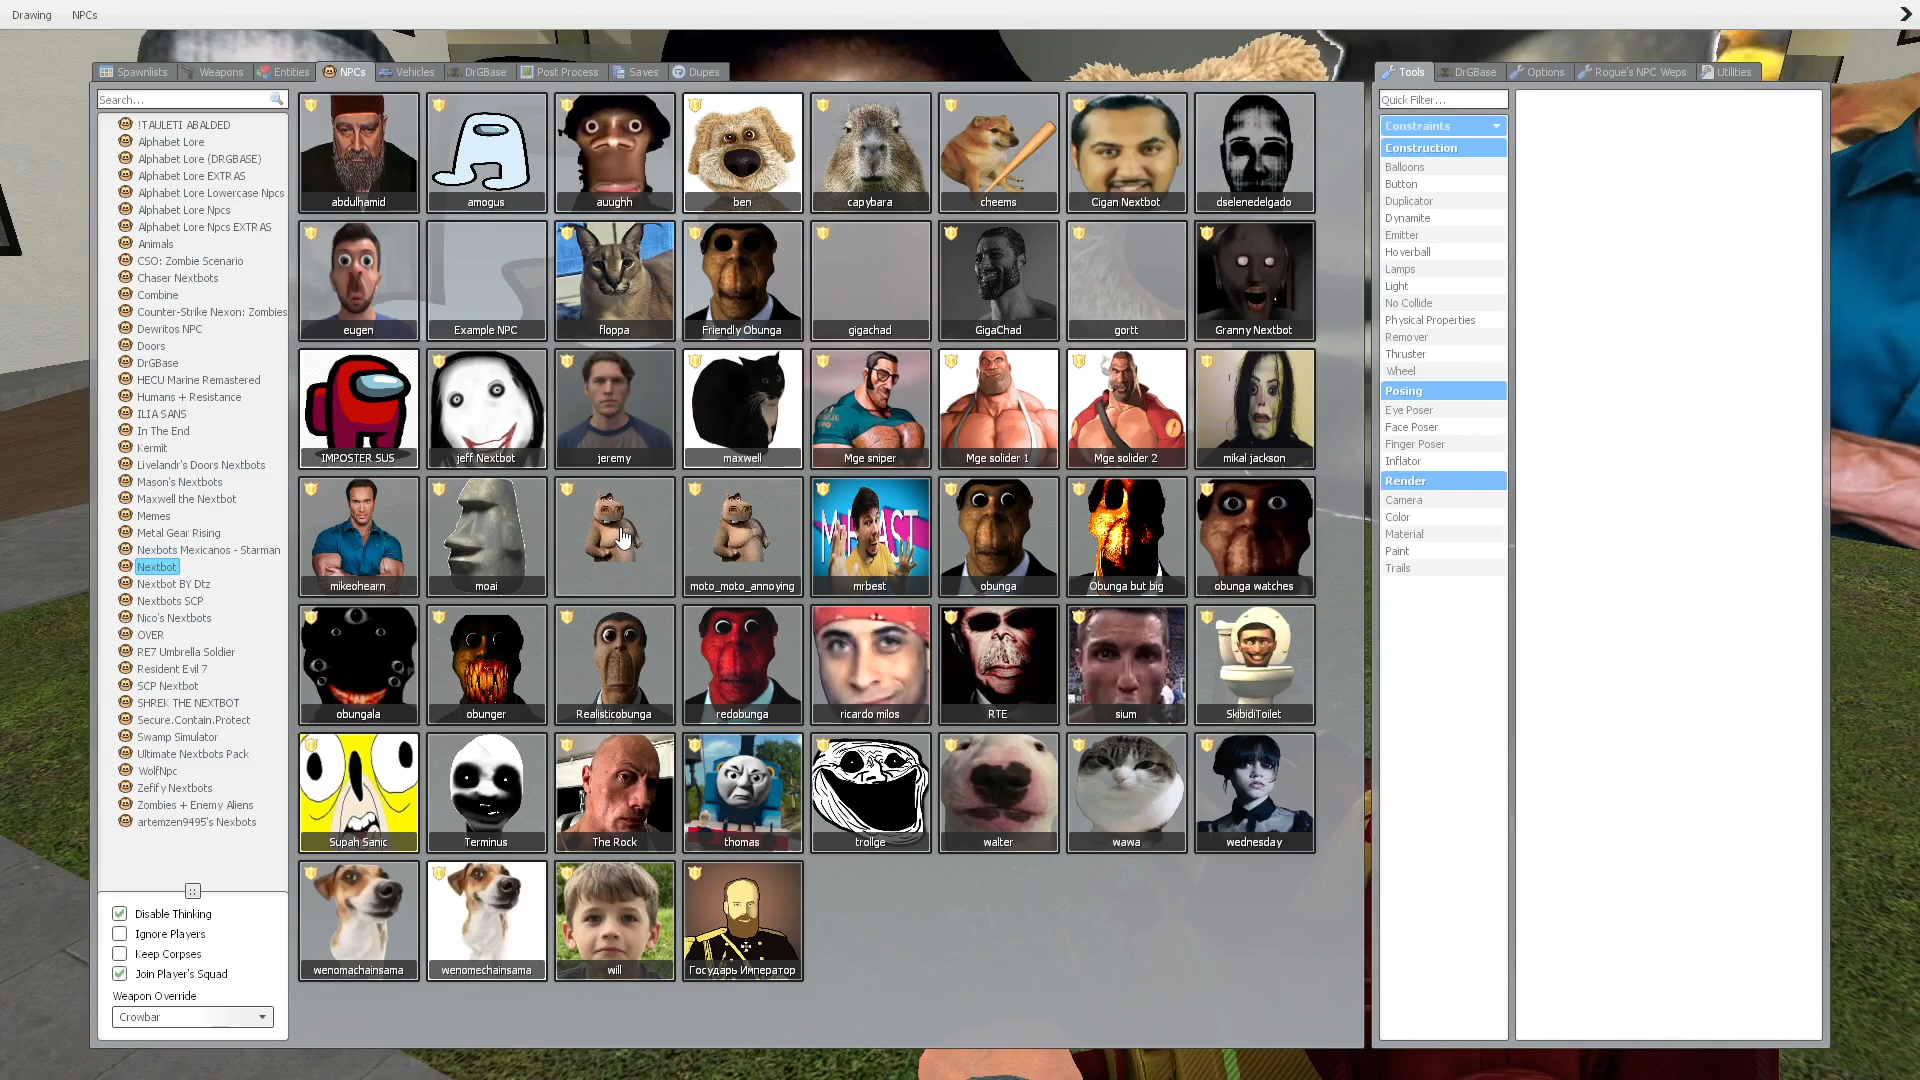 Drawing NPCs
Spawnlists Weapons Entities NPCs Vehicles DrGBase Post Process Saves Dupes
Search...
!TAULETI ABALDED
Alphabet Lore
Alphabet Lore (DRGBASE)
Alphabet Lore EXTRAS
Alphabet Lore Lowercase Npcs
Alphabet Lore Npcs
Alphabet Lore Npcs EXTRAS
Animals
CSO: Zombie Scenario
Chaser Nextbots
Combine
Counter-Strike Nexon: Zombies
Dewritos NPC
Doors
DrGBase
HECU Marine Remastered
Humans + Resistance
ILIA SANS
In The End
Kermit
Livelandr's Doors Nextbots
Mason's Nextbots
Maxwell the Nextbot
Memes
Metal Gear Rising
Nexbots Mexicanos - Starman
Nextbot
Nextbot BY Dtz
Nextbots SCP
Nico's Nextbots
OVER
RE7 Umbrella Soldier
Resident Evil 7
SCP Nextbot
SHREK THE NEXTBOT
Secure.Contain.Protect
Swamp Simulator
Ultimate Nextbots Pack
WolfNpc
Zefify Nextbots
Zombies + Enemy Aliens
artemzen9495's Nexbots
Disable Thinking
Ignore Players
Keep Corpses
Join Player's Squad
Weapon Override
Crowbar
abdulhamid amogus auughh ben capybara cheems Cigan Nextbot dselenedelgado
eugen Example NPC floppa Friendly Obunga gigachad GigaChad gortt Granny Nextbot
IMPOSTER SUS jeff Nextbot jeremy maxwell Mge sniper Mge solider 1 Mge solider 2 mikal jackson
mikeohearn moai moto_moto_annoying mrbest obunga Obunga but big obunga watches
obungala obunger Realisticobunga redobunga ricardo milos RTE sium SkibidiToilet
Supah Sanic Terminus The Rock thomas trollge walter wawa wednesday
wenomachainsama wenomechainsama will Государь Император
Tools DrGBase Options Rogue's NPC Weps Utilities
Quick Filter...
Constraints
Construction
Balloons
Button
Duplicator
Dynamite
Emitter
Hoverball
Lamps
Light
No Collide
Physical Properties
Remover
Thruster
Wheel
Posing
Eye Poser
Face Poser
Finger Poser
Inflator
Render
Camera
Color
Material
Paint
Trails